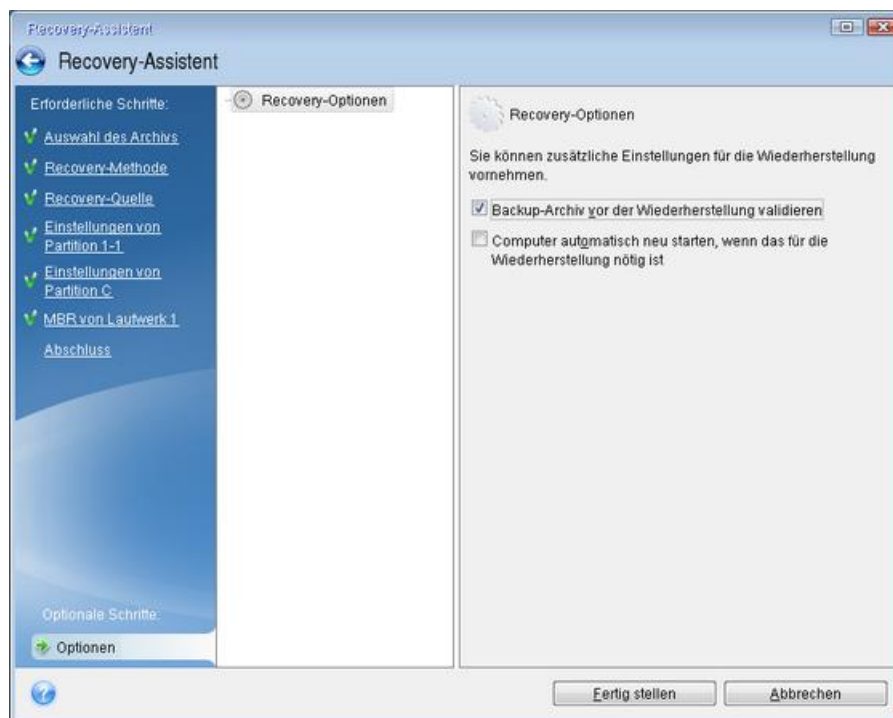 Recovery-Assistent
Recovery-Assistent
Erforderliche Schritte:
Auswahl des Archivs
Recovery-Methode
Recovery-Quelle
Einstellungen von
Partition 1-1
Einstellungen von
Partition C
MBR von Laufwerk 1
Abschluss
Optionale Schritte:
Optionen
Recovery-Optionen
Recovery-Optionen
Sie können zusätzliche Einstellungen für die Wiederherstellung
vornehmen.
Backup-Archiv vor der Wiederherstellung validieren
Computer automatisch neu starten, wenn das für die
Wiederherstellung nötig ist
Fertig stellen
Abbrechen